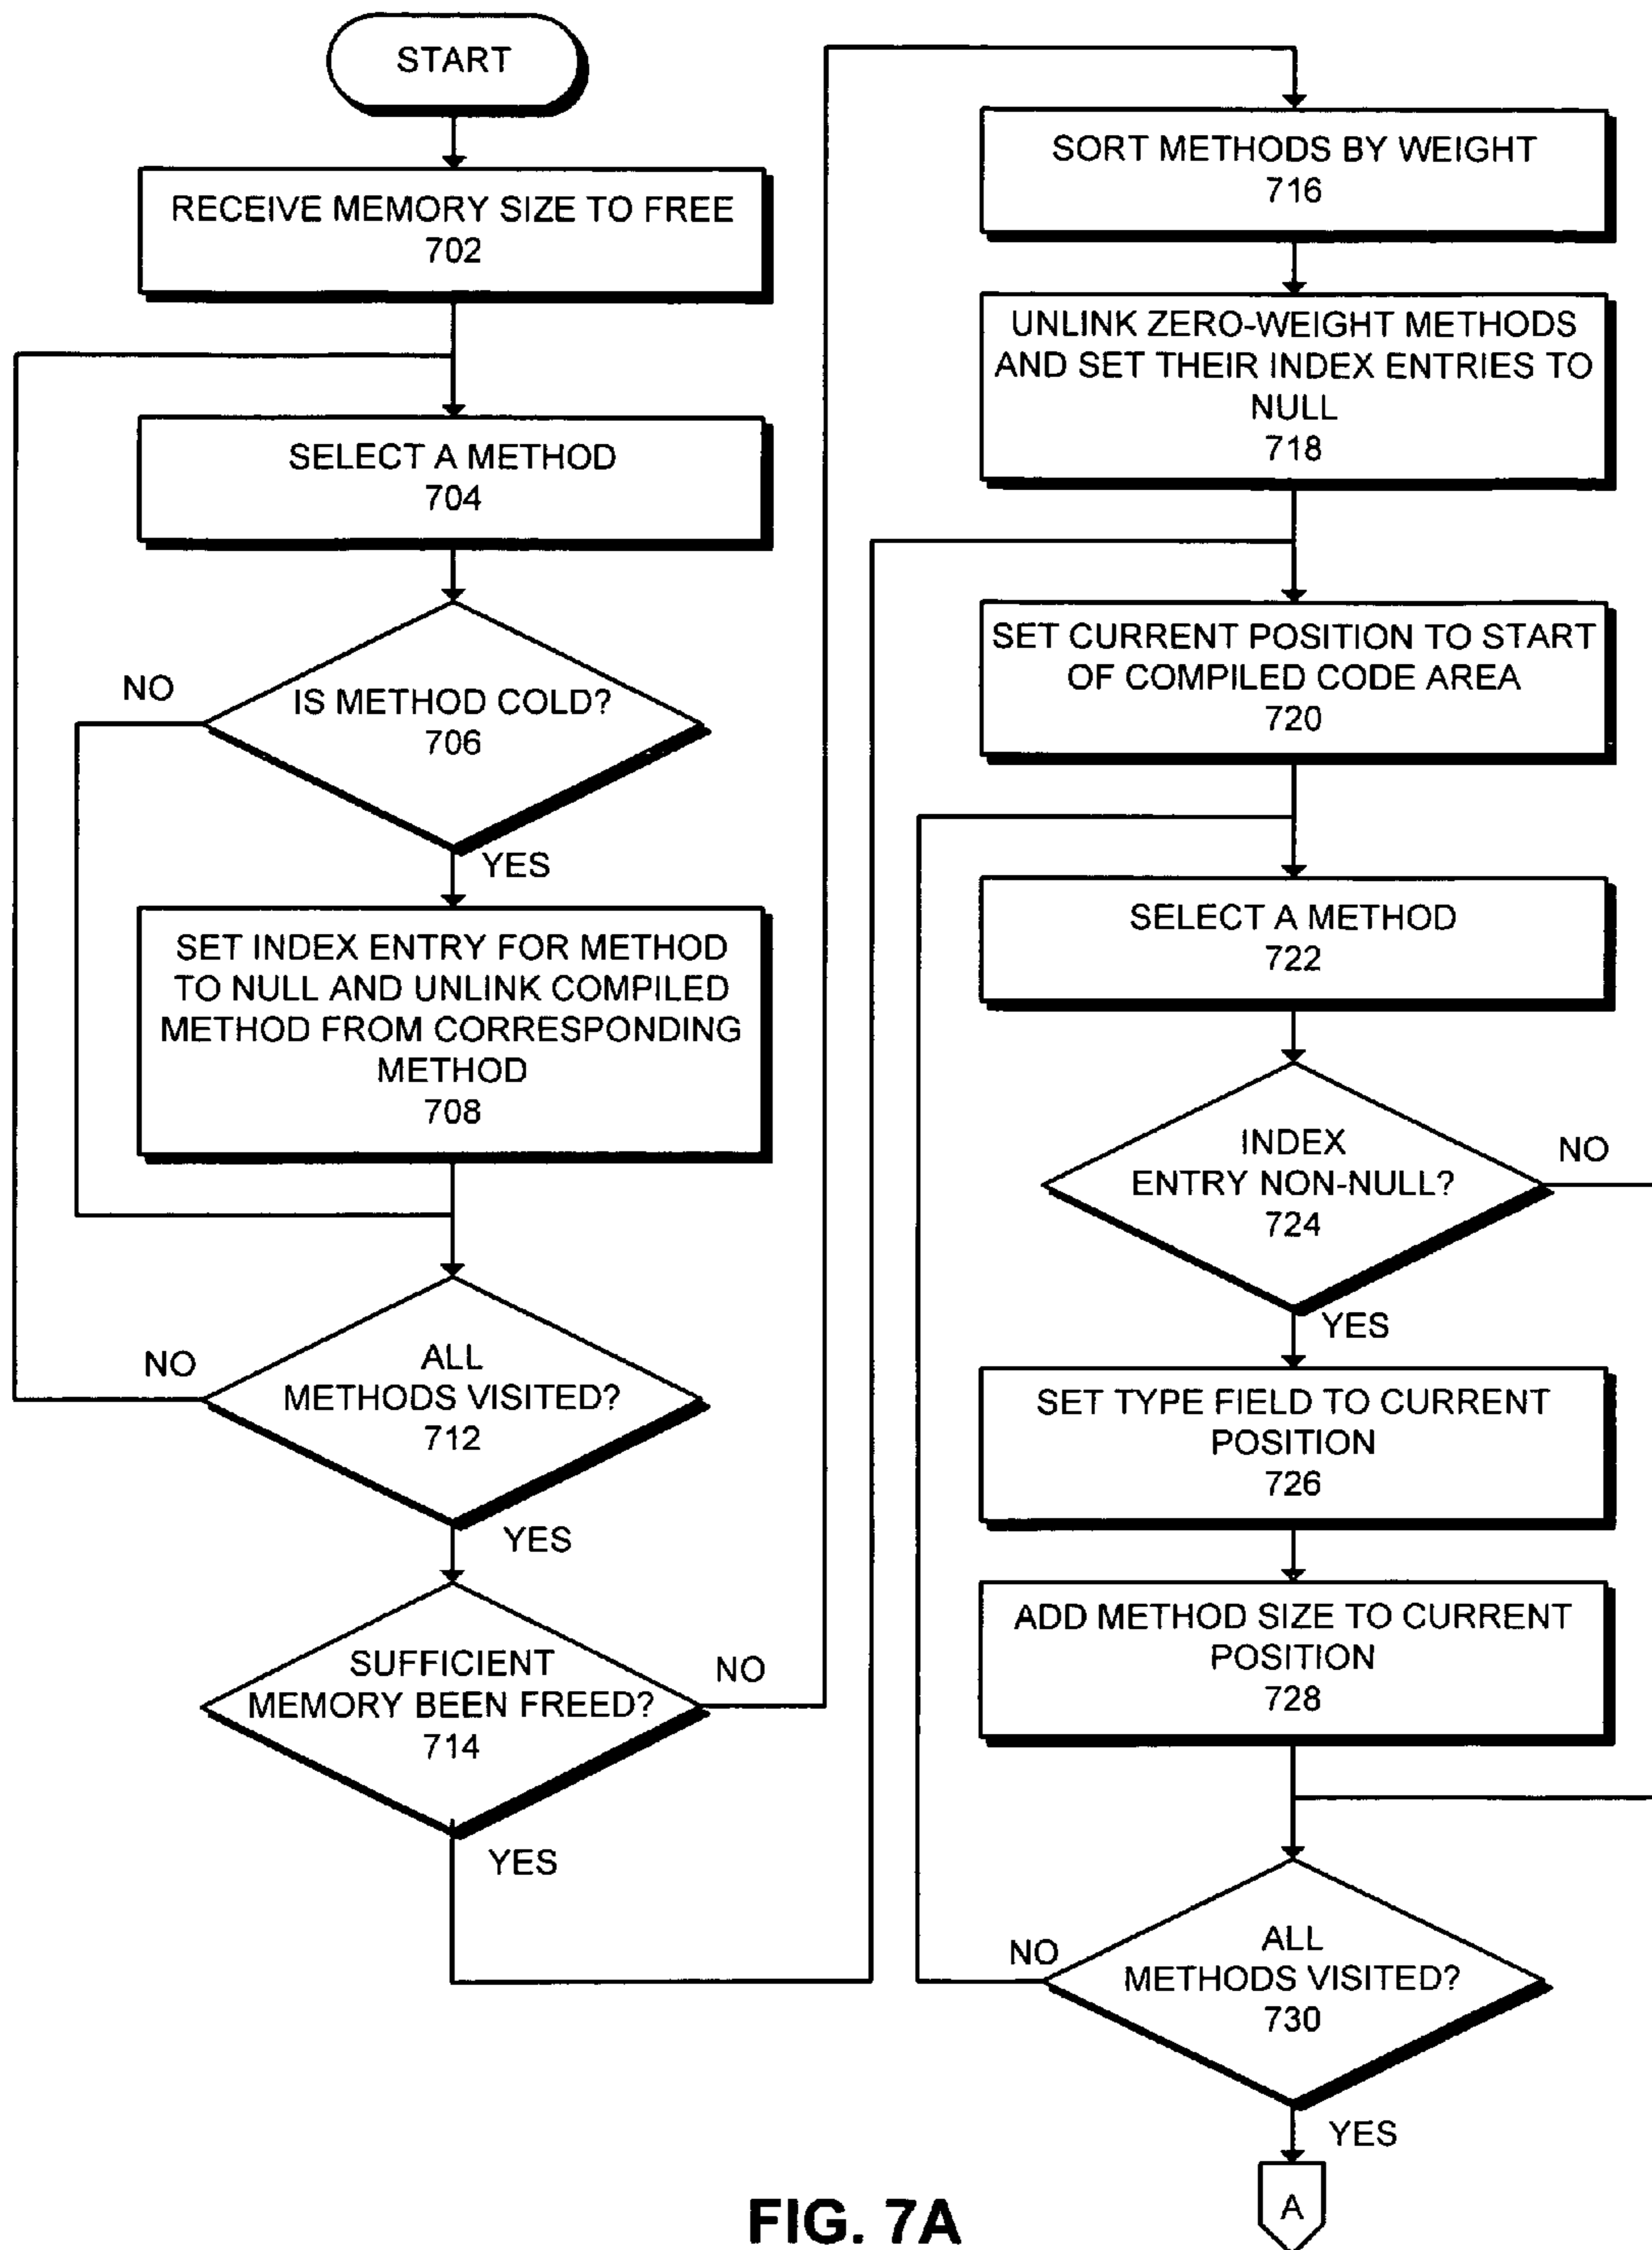 START
RECEIVE MEMORY SIZE TO FREE
702
SELECT A METHOD
704
IS METHOD COLD?
706
NO
YES
SET INDEX ENTRY FOR METHOD
TO NULL AND UNLINK COMPILED
METHOD FROM CORRESPONDING
METHOD
708
ALL
METHODS VISITED?
712
NO
YES
SUFFICIENT
MEMORY BEEN FREED?
714
NO
YES
SORT METHODS BY WEIGHT
716
UNLINK ZERO-WEIGHT METHODS
AND SET THEIR INDEX ENTRIES TO
NULL
718
SET CURRENT POSITION TO START
OF COMPILED CODE AREA
720
SELECT A METHOD
722
INDEX
ENTRY NON-NULL?
724
NO
YES
SET TYPE FIELD TO CURRENT
POSITION
726
ADD METHOD SIZE TO CURRENT
POSITION
728
ALL
METHODS VISITED?
730
NO
YES
A
FIG. 7A